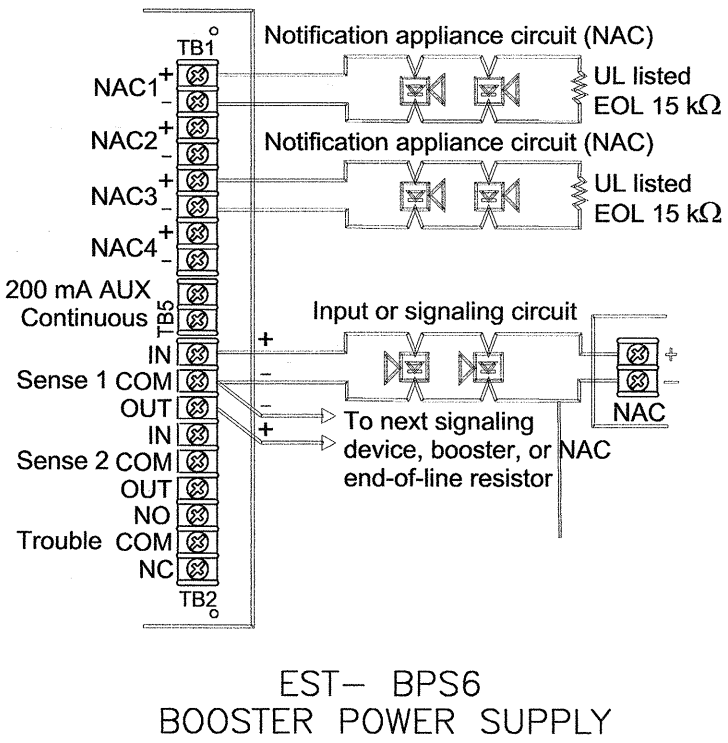 TB1
Notification appliance circuit (NAC)
NAC1
+
–
UL listed
EOL 15 kΩ
NAC2
+
–
Notification appliance circuit (NAC)
NAC3
+
–
UL listed
EOL 15 kΩ
NAC4
+
–
200 mA AUX
Continuous
TB5
Input or signaling circuit
IN
+
+
Sense 1 COM
–
–
NAC
OUT
–
To next signaling
IN
+
device, booster, or NAC
Sense 2 COM
end-of-line resistor
OUT
NO
Trouble COM
NC
TB2
EST– BPS6
BOOSTER POWER SUPPLY